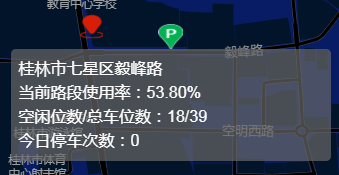 教育中心学校
P
毅峰路
桂林市七星区毅峰路
当前路段使用率：53.80%
空闲位数/总车位数：18/39
空明西路
今日停车次数：0
桂林市体育
中心射击馆